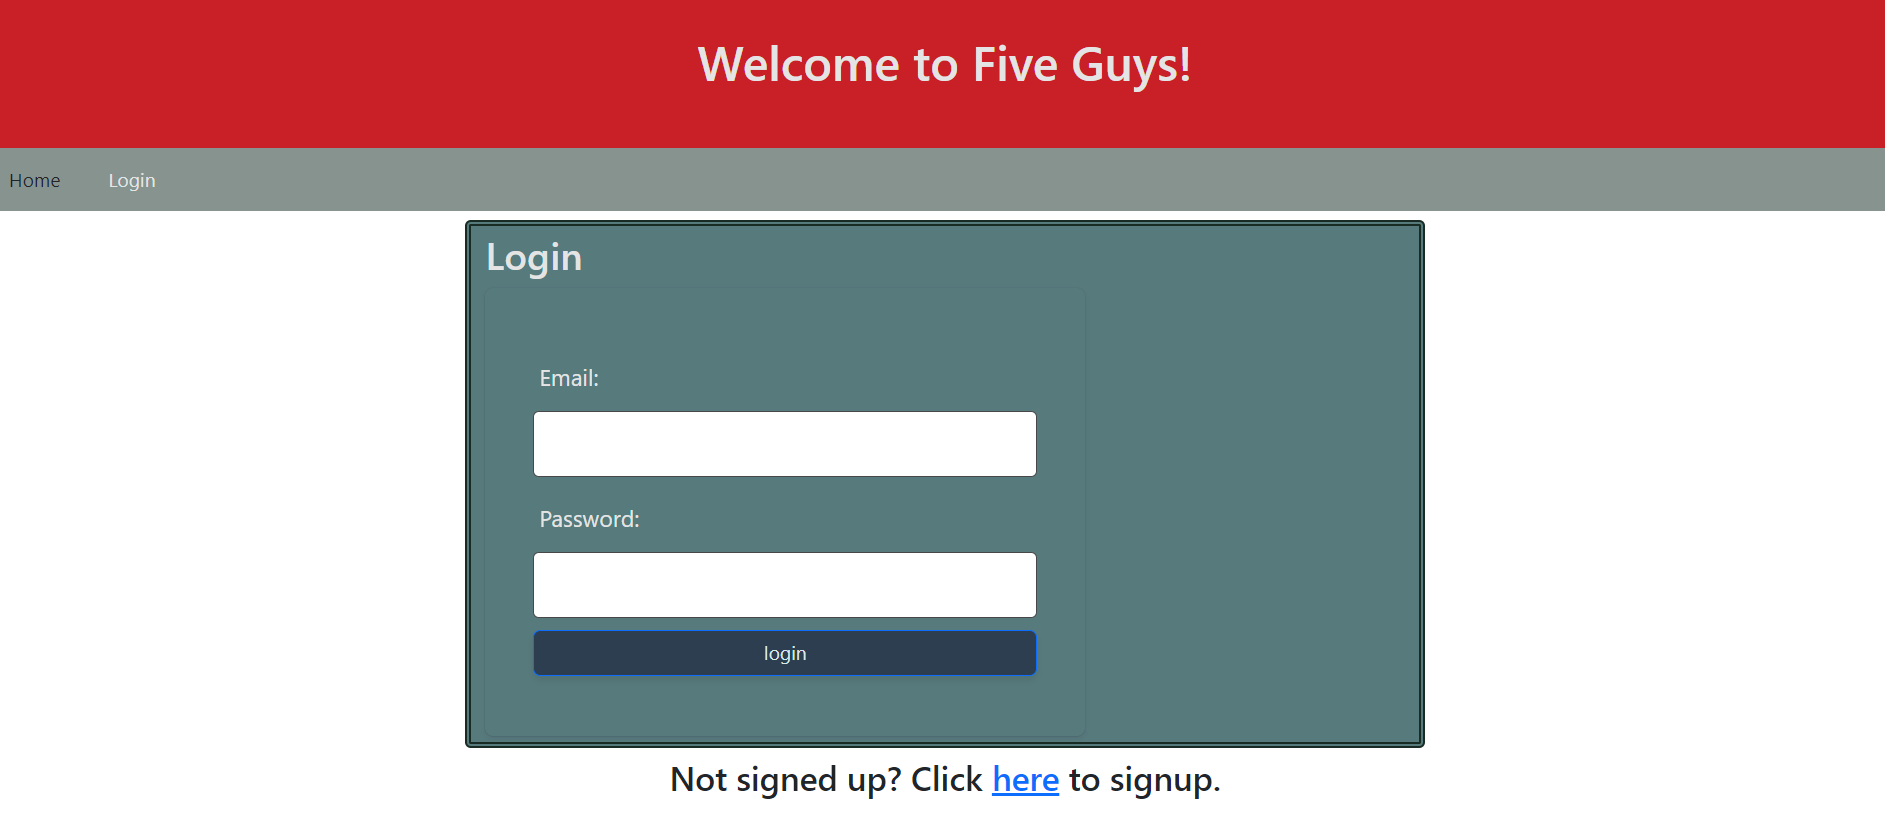 Welcome to Five Guys!
Home Login
Login
Email:
Password:
login
Not signed up? Click here to signup.